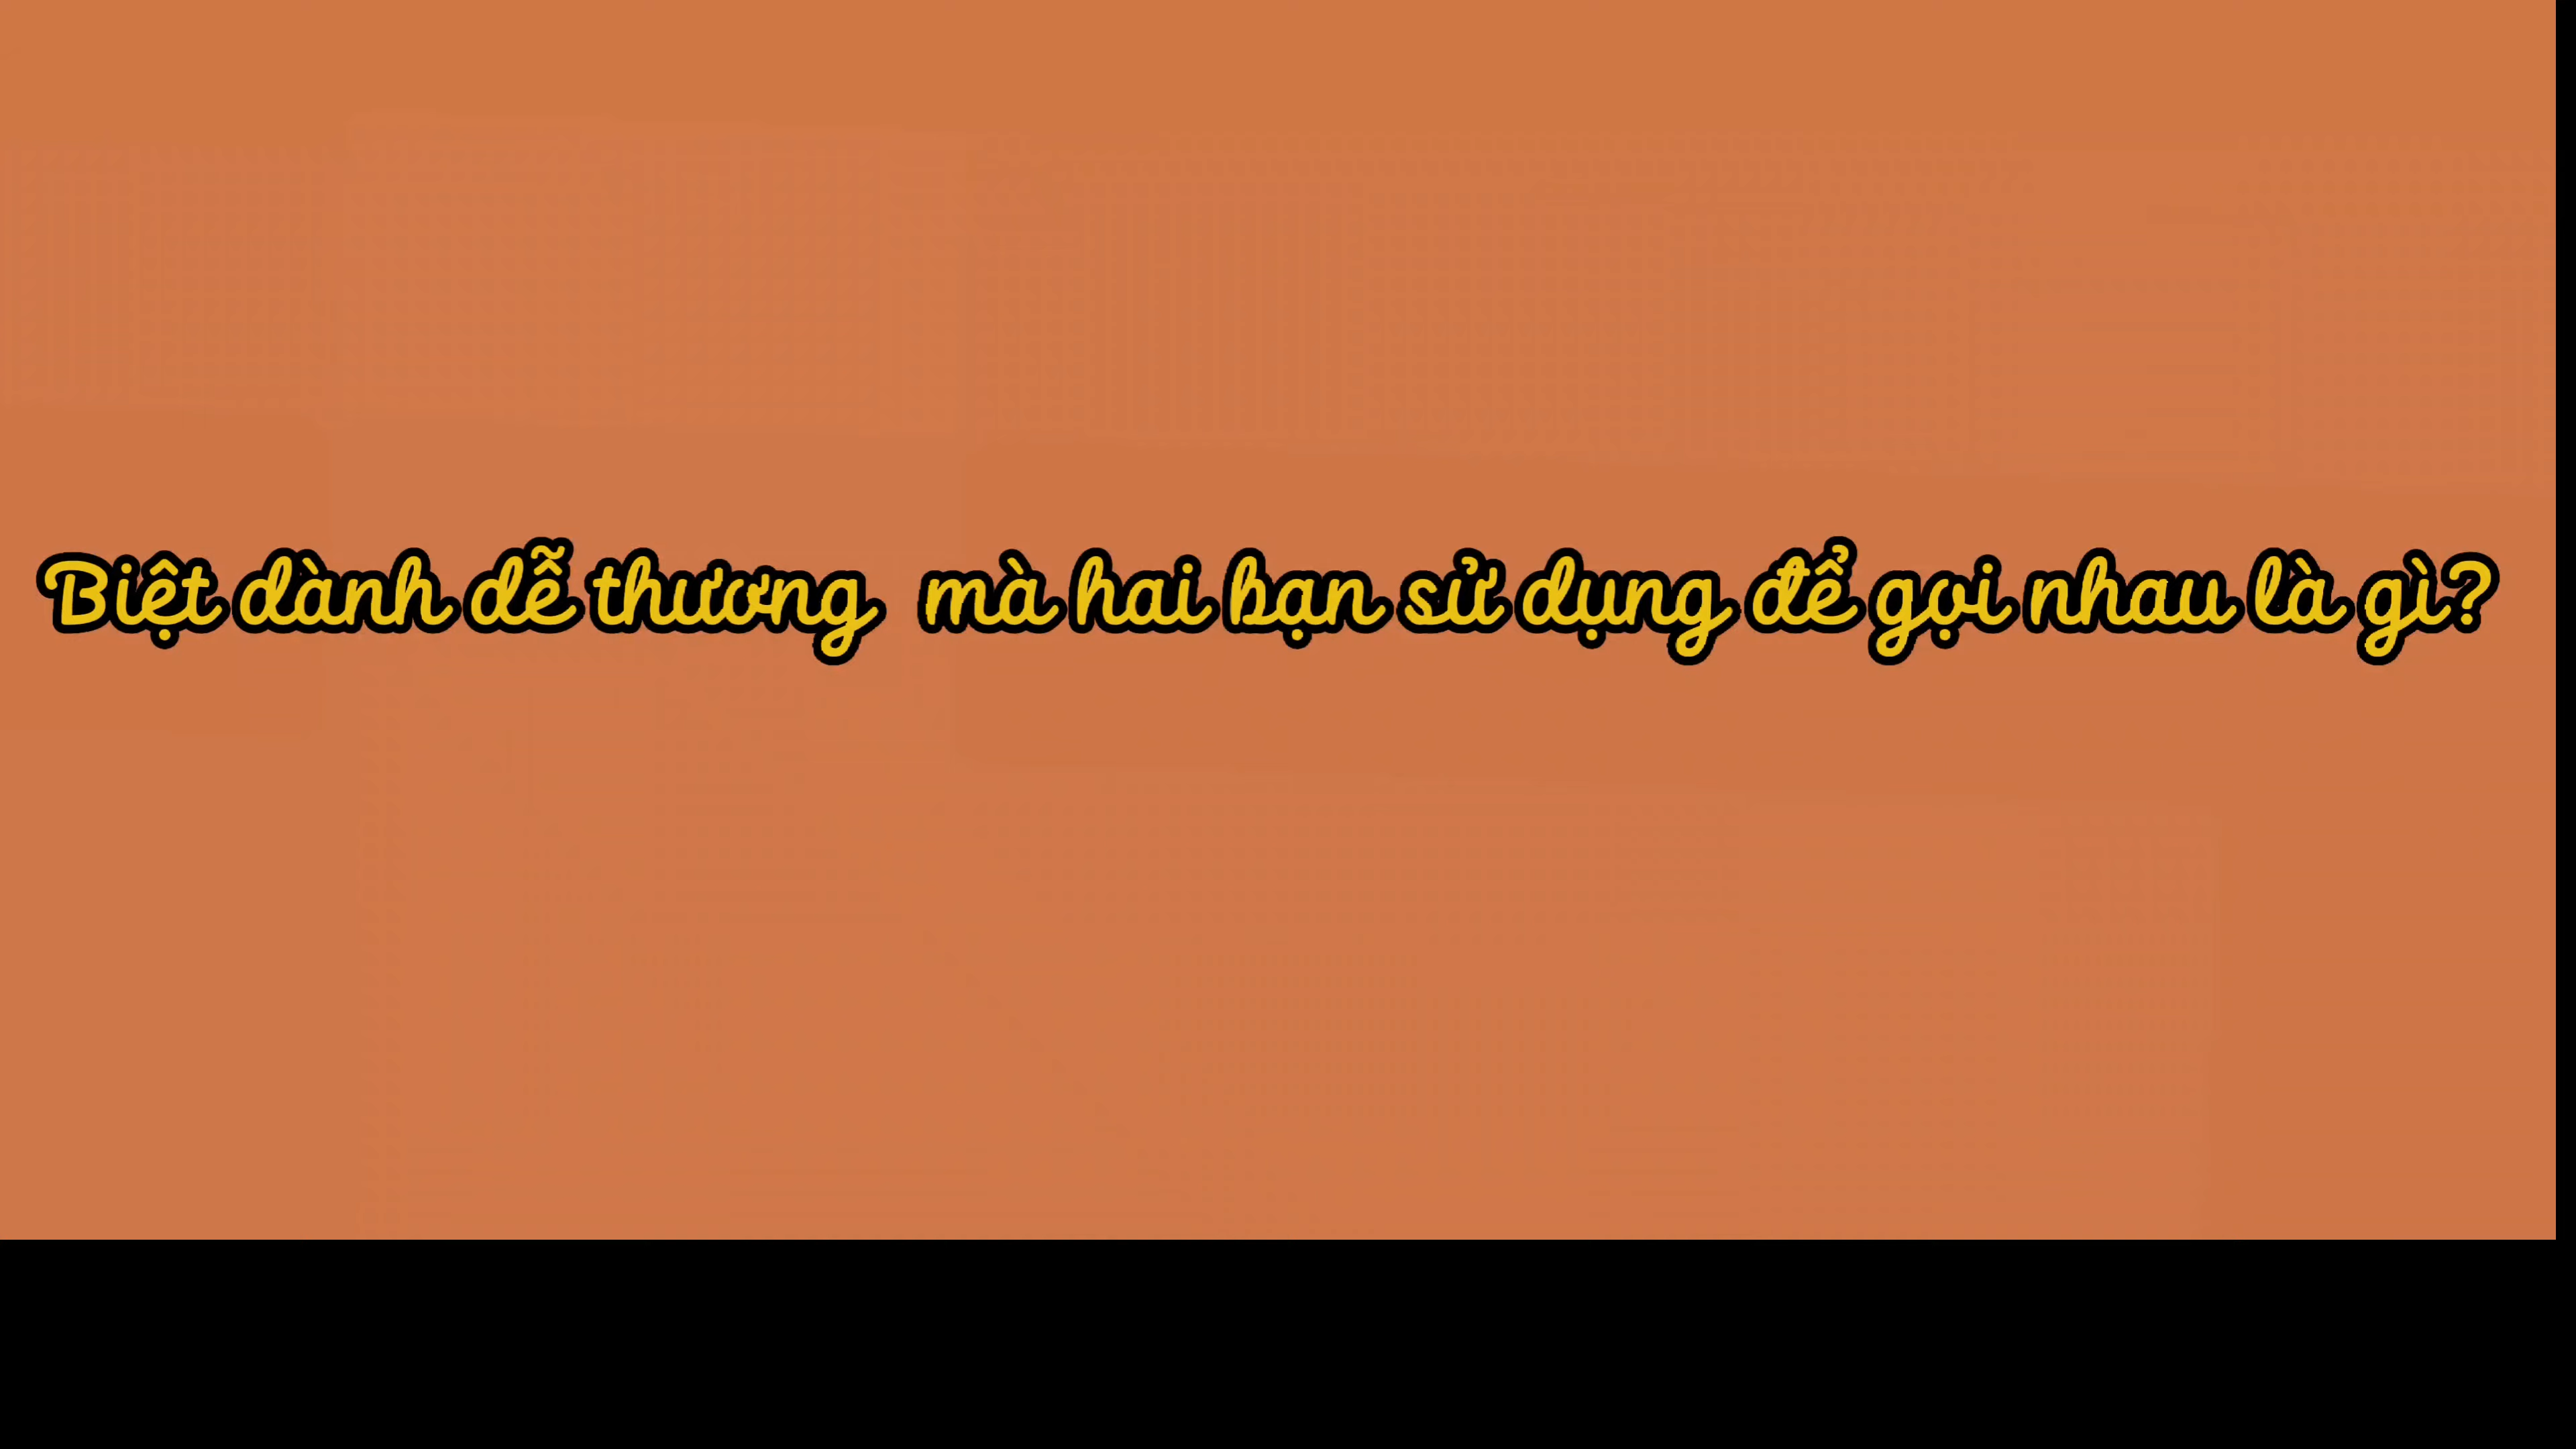 Biệt dành dễ thương mà hai bạn sử dụng để gọi nhau là gì?